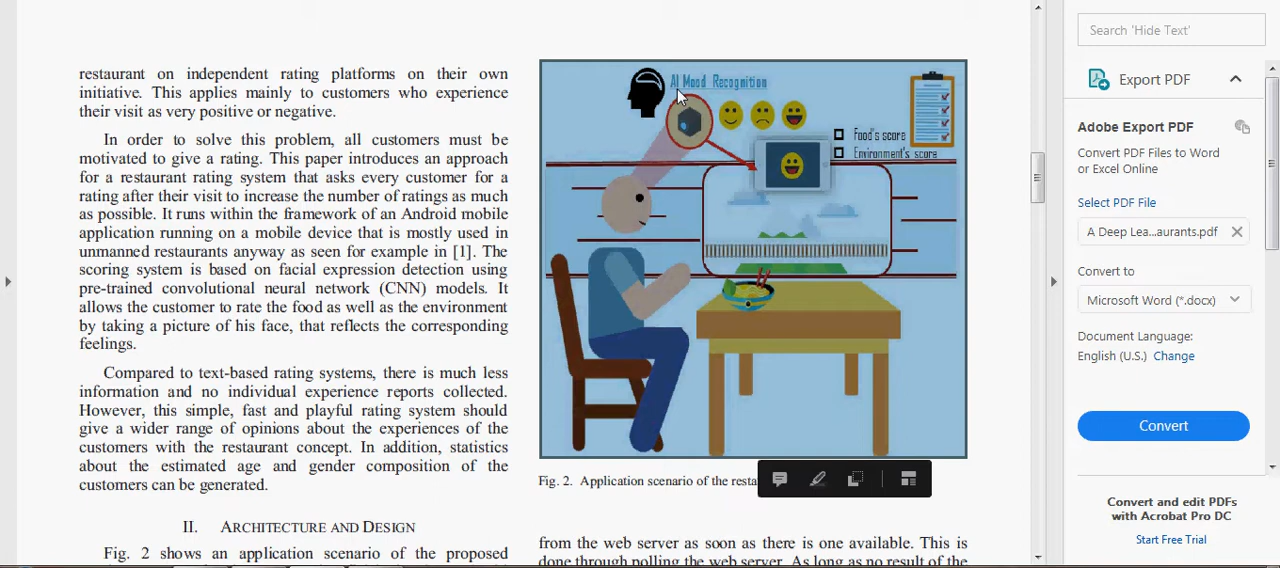 restaurant on independent rating platforms on their own
initiative. This applies mainly to customers who experience
their visit as very positive or negative.
In order to solve this problem, all customers must be
motivated to give a rating. This paper introduces an approach
for a restaurant rating system that asks every customer for a
rating after their visit to increase the number of ratings as much
as possible. It runs within the framework of an Android mobile
application running on a mobile device that is mostly used in
unmanned restaurants anyway as seen for example in [1]. The
scoring system is based on facial expression detection using
pre-trained convolutional neural network (CNN) models. It
allows the customer to rate the food as well as the environment
by taking a picture of his face, that reflects the corresponding
feelings.
Compared to text-based rating systems, there is much less
information and no individual experience reports collected.
However, this simple, fast and playful rating system should
give a wider range of opinions about the experiences of the
customers with the restaurant concept. In addition, statistics
about the estimated age and gender composition of the
customers can be generated.
II. ARCHITECTURE AND DESIGN
Fig. 2 shows an application scenario of the proposed
AI Mood Recognition
Food's score
Environment's score
Fig. 2. Application scenario of the resta
from the web server as soon as there is one available. This is
done through polling the web server. As long as no result of the
Search 'Hide Text'
Export PDF
Adobe Export PDF
Convert PDF Files to Word
or Excel Online
Select PDF File
A Deep Lea...aurants.pdf
Convert to
Microsoft Word (*.docx)
Document Language:
English (U.S.) Change
Convert
Convert and edit PDFs
with Acrobat Pro DC
Start Free Trial